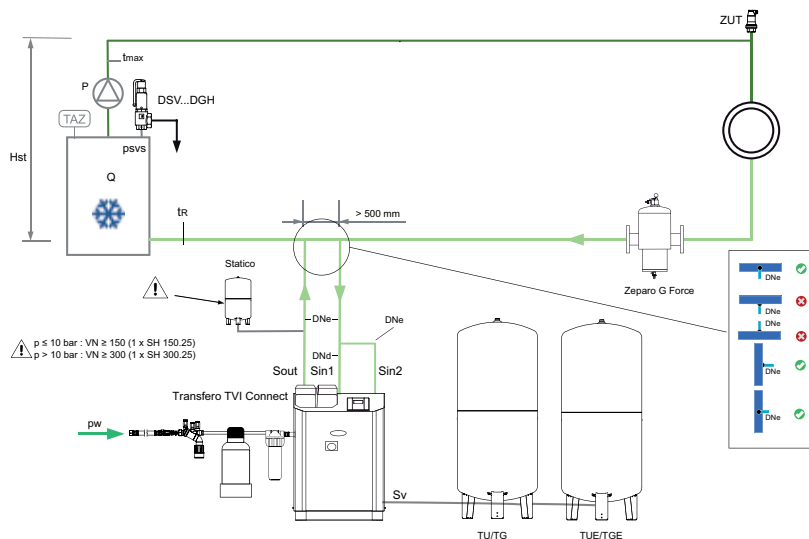 ZUT
tmax
P
DSV...DGH
TAZ
psvs
Hst
Q
tR
> 500 mm
Zeparo G Force
Statico
DNe
DNe
DNe
DNe
p ≤ 10 bar : VN ≥ 150 (1 x SH 150.25)
p > 10 bar : VN ≥ 300 (1 x SH 300.25)
DNe
DNd
DNe
Sout
Sin1
Sin2
Transfero TVI Connect
pw
Sv
TU/TG
TUE/TGE